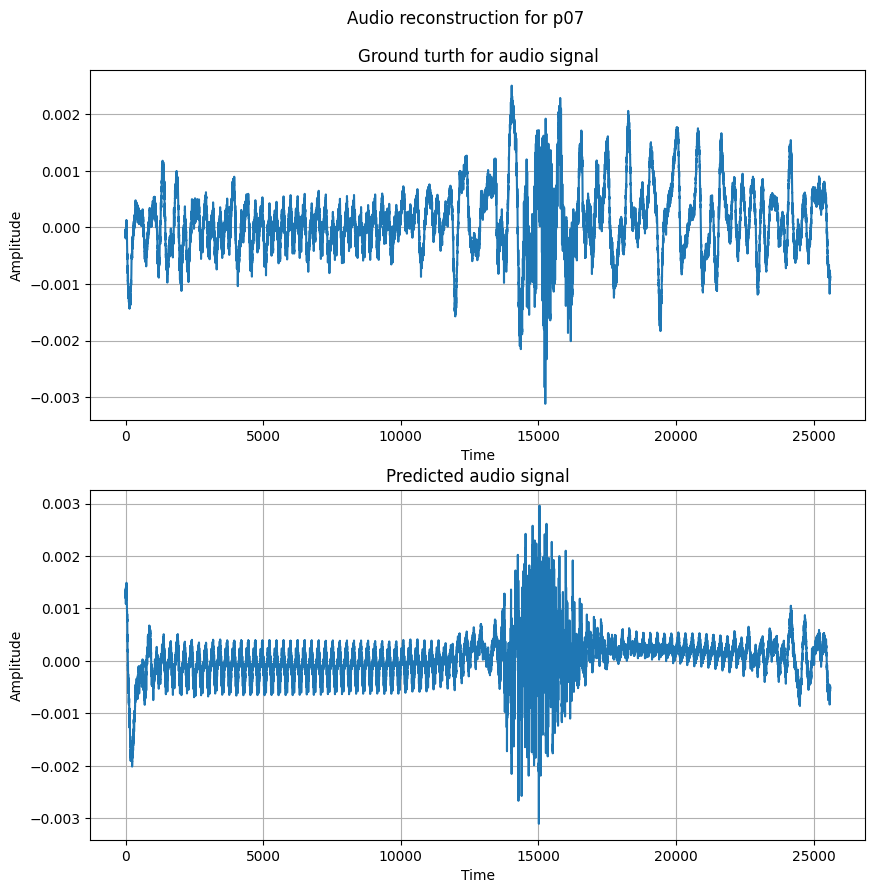 Audio reconstruction for p07
Ground turth for audio signal
0.002
0.001
0.000
−0.001
−0.002
−0.003
Amplitude
0 5000 10000 15000 20000 25000
Time
Predicted audio signal
0.003
0.002
0.001
0.000
−0.001
−0.002
−0.003
Amplitude
0 5000 10000 15000 20000 25000
Time